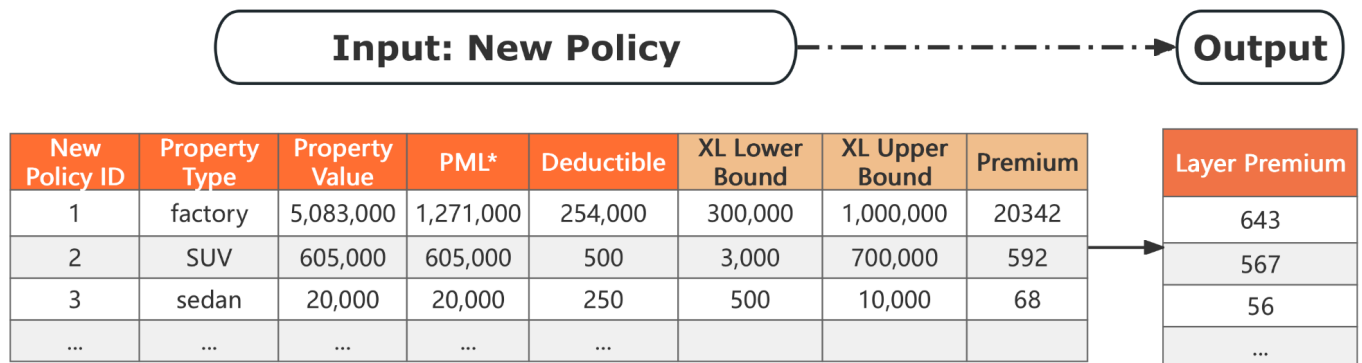 Input: New Policy
Output
New Policy ID Property Type Property Value PML* Deductible XL Lower Bound XL Upper Bound Premium Layer Premium
1 factory 5,083,000 1,271,000 254,000 300,000 1,000,000 20342 643
2 SUV 605,000 605,000 500 3,000 700,000 592 567
3 sedan 20,000 20,000 250 500 10,000 68 56
... ... ... ... ... ...